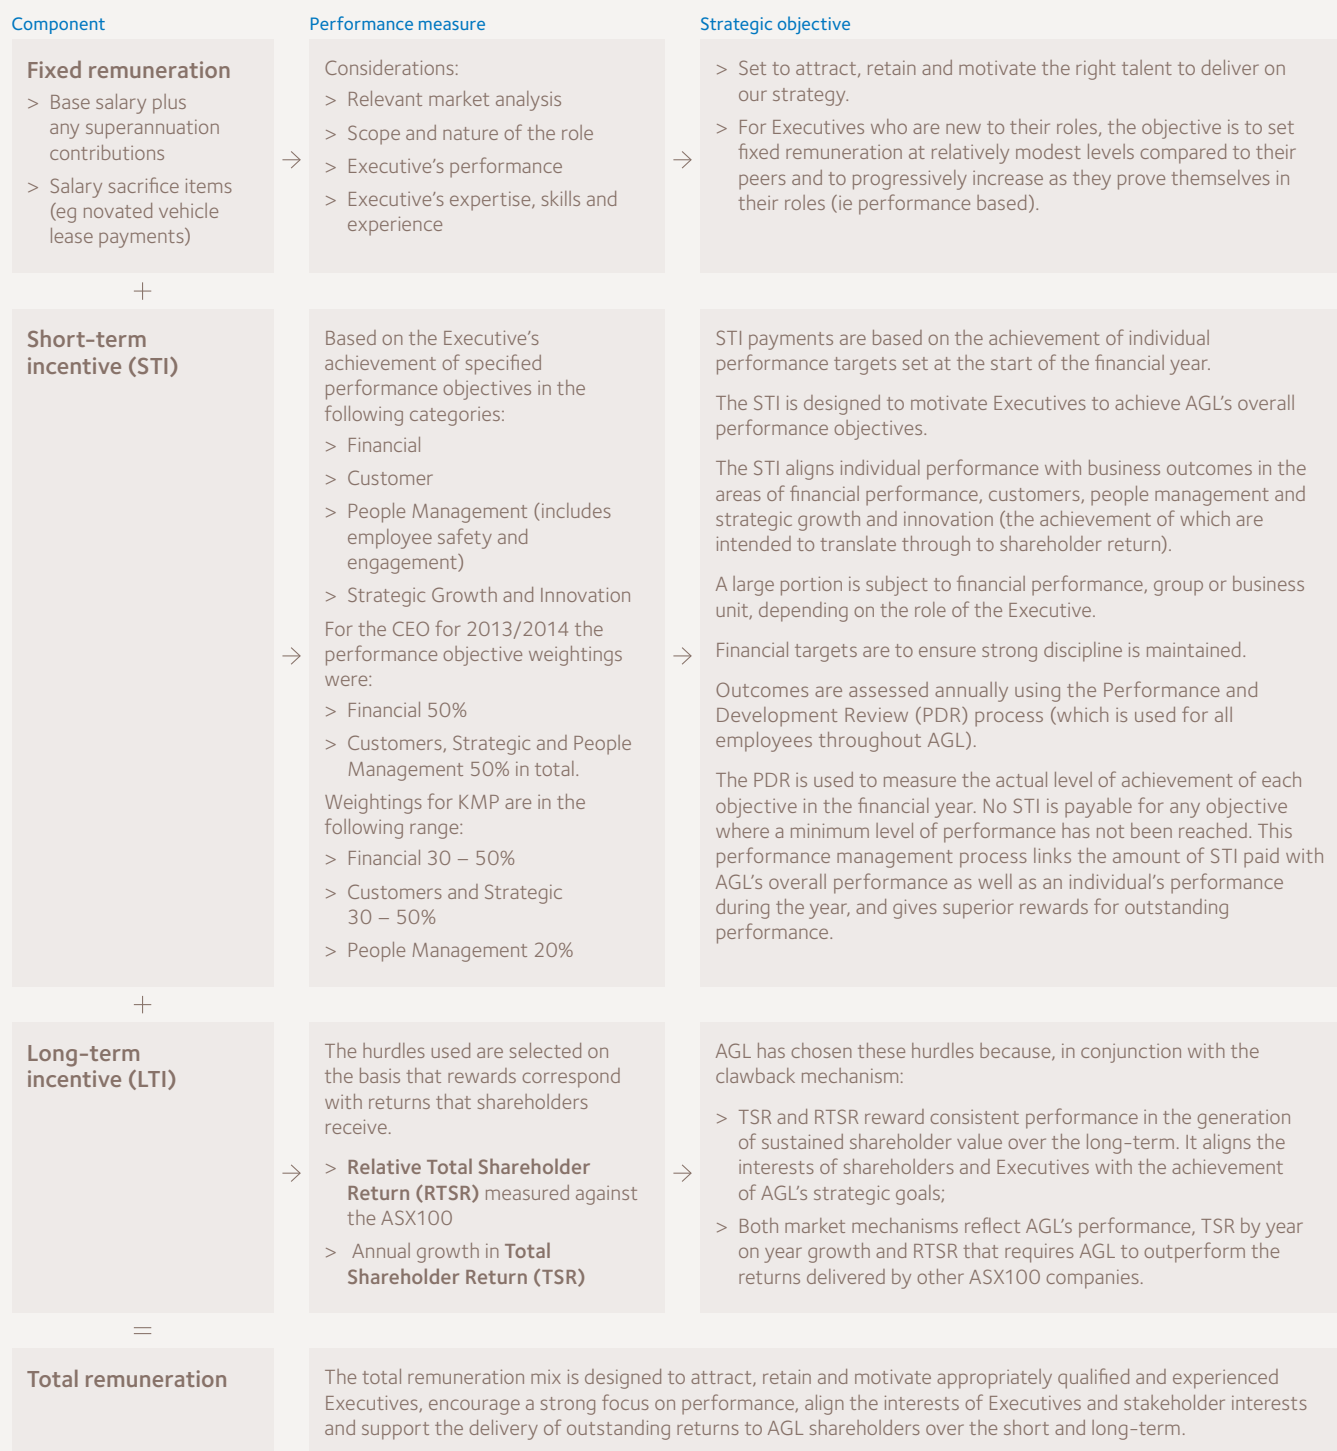 Component
Performance measure
Strategic objective
Fixed remuneration
> Base salary plus
any superannuation
contributions
> Salary sacrifice items
(eg novated vehicle
lease payments)
→
Considerations:
> Relevant market analysis
> Scope and nature of the role
> Executive's performance
> Executive's expertise, skills and
experience
→
> Set to attract, retain and motivate the right talent to deliver on
our strategy.
> For Executives who are new to their roles, the objective is to set
fixed remuneration at relatively modest levels compared to their
peers and to progressively increase as they prove themselves in
their roles (ie performance based).
+
Short-term
incentive (STI)
→
Based on the Executive's
achievement of specified
performance objectives in the
following categories:
> Financial
> Customer
> People Management (includes
employee safety and
engagement)
> Strategic Growth and Innovation
For the CEO for 2013/2014 the
performance objective weightings
were:
> Financial 50%
> Customers, Strategic and People
Management 50% in total.
Weightings for KMP are in the
following range:
> Financial 30 – 50%
> Customers and Strategic
30 – 50%
> People Management 20%
→
STI payments are based on the achievement of individual
performance targets set at the start of the financial year.
The STI is designed to motivate Executives to achieve AGL's overall
performance objectives.
The STI aligns individual performance with business outcomes in the
areas of financial performance, customers, people management and
strategic growth and innovation (the achievement of which are
intended to translate through to shareholder return).
A large portion is subject to financial performance, group or business
unit, depending on the role of the Executive.
Financial targets are to ensure strong discipline is maintained.
Outcomes are assessed annually using the Performance and
Development Review (PDR) process (which is used for all
employees throughout AGL).
The PDR is used to measure the actual level of achievement of each
objective in the financial year. No STI is payable for any objective
where a minimum level of performance has not been reached. This
performance management process links the amount of STI paid with
AGL's overall performance as well as an individual's performance
during the year, and gives superior rewards for outstanding
performance.
+
Long-term
incentive (LTI)
→
The hurdles used are selected on
the basis that rewards correspond
with returns that shareholders
receive.
> Relative Total Shareholder
Return (RTSR) measured against
the ASX100
> Annual growth in Total
Shareholder Return (TSR)
→
AGL has chosen these hurdles because, in conjunction with the
clawback mechanism:
> TSR and RTSR reward consistent performance in the generation
of sustained shareholder value over the long-term. It aligns the
interests of shareholders and Executives with the achievement
of AGL's strategic goals;
> Both market mechanisms reflect AGL's performance, TSR by year
on year growth and RTSR that requires AGL to outperform the
returns delivered by other ASX100 companies.
=
Total remuneration
The total remuneration mix is designed to attract, retain and motivate appropriately qualified and experienced
Executives, encourage a strong focus on performance, align the interests of Executives and stakeholder interests
and support the delivery of outstanding returns to AGL shareholders over the short and long-term.